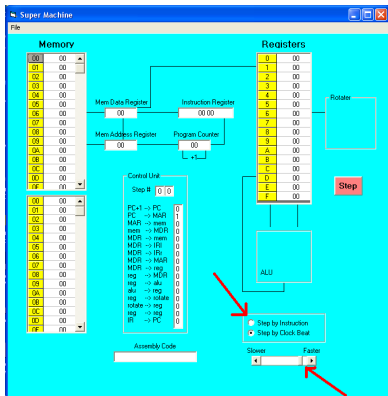 Super Machine
File
Memory
Registers
00 00
01 00
02 00
03 00
04 00
05 00
06 00
07 00
08 00
09 00
0A 00
0B 00
0C 00
0D 00
0E 00
00 00
01 00
02 00
03 00
04 00
05 00
06 00
07 00
08 00
09 00
0A 00
0B 00
0C 00
0D 00
0E 00
Mem Data Register
00
Instruction Register
00 00
Mem Address Register
00
Program Counter
00
+1
Control Unit
Step # 0 0
PC+1 -> PC 0
PC -> MAR 1
MAR -> mem 0
mem -> MDR 0
MDR -> mem 0
MDR -> IRll 0
MDR -> IRr 0
MDR -> MAR 0
MDR -> reg 0
reg -> MDR 0
reg -> alu 0
alu -> reg 0
reg -> rotate 0
rotate -> reg 0
reg -> reg 0
IR -> PC 0
Assembly Code
0 00
1 00
2 00
3 00
4 00
5 00
6 00
7 00
8 00
9 00
A 00
B 00
C 00
D 00
E 00
F 00
Rotater
Step
ALU
Step by Instruction
Step by Clock Beat
Slower Faster